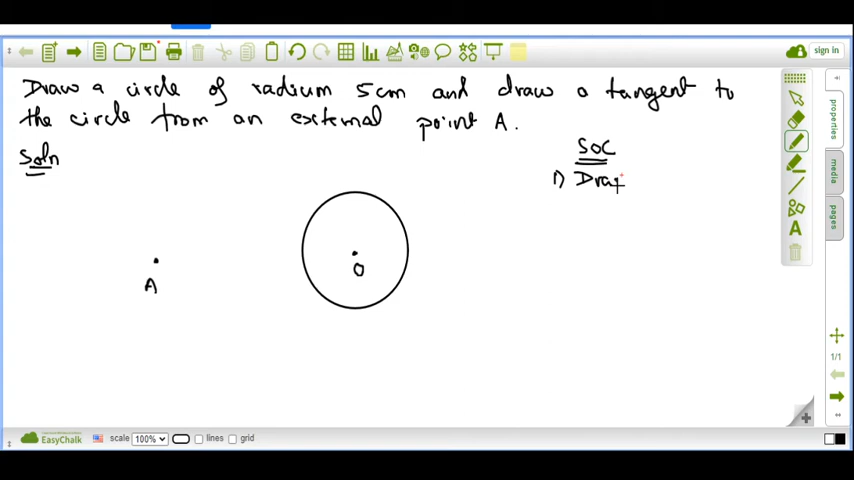 sign in
Draw a circle of radium 5cm and draw a tangent to
the circle from an external point A.
Soln
SOC
1) Draf
A
O
properties
media
pages
1/1
EasyChalk
scale 100% lines grid